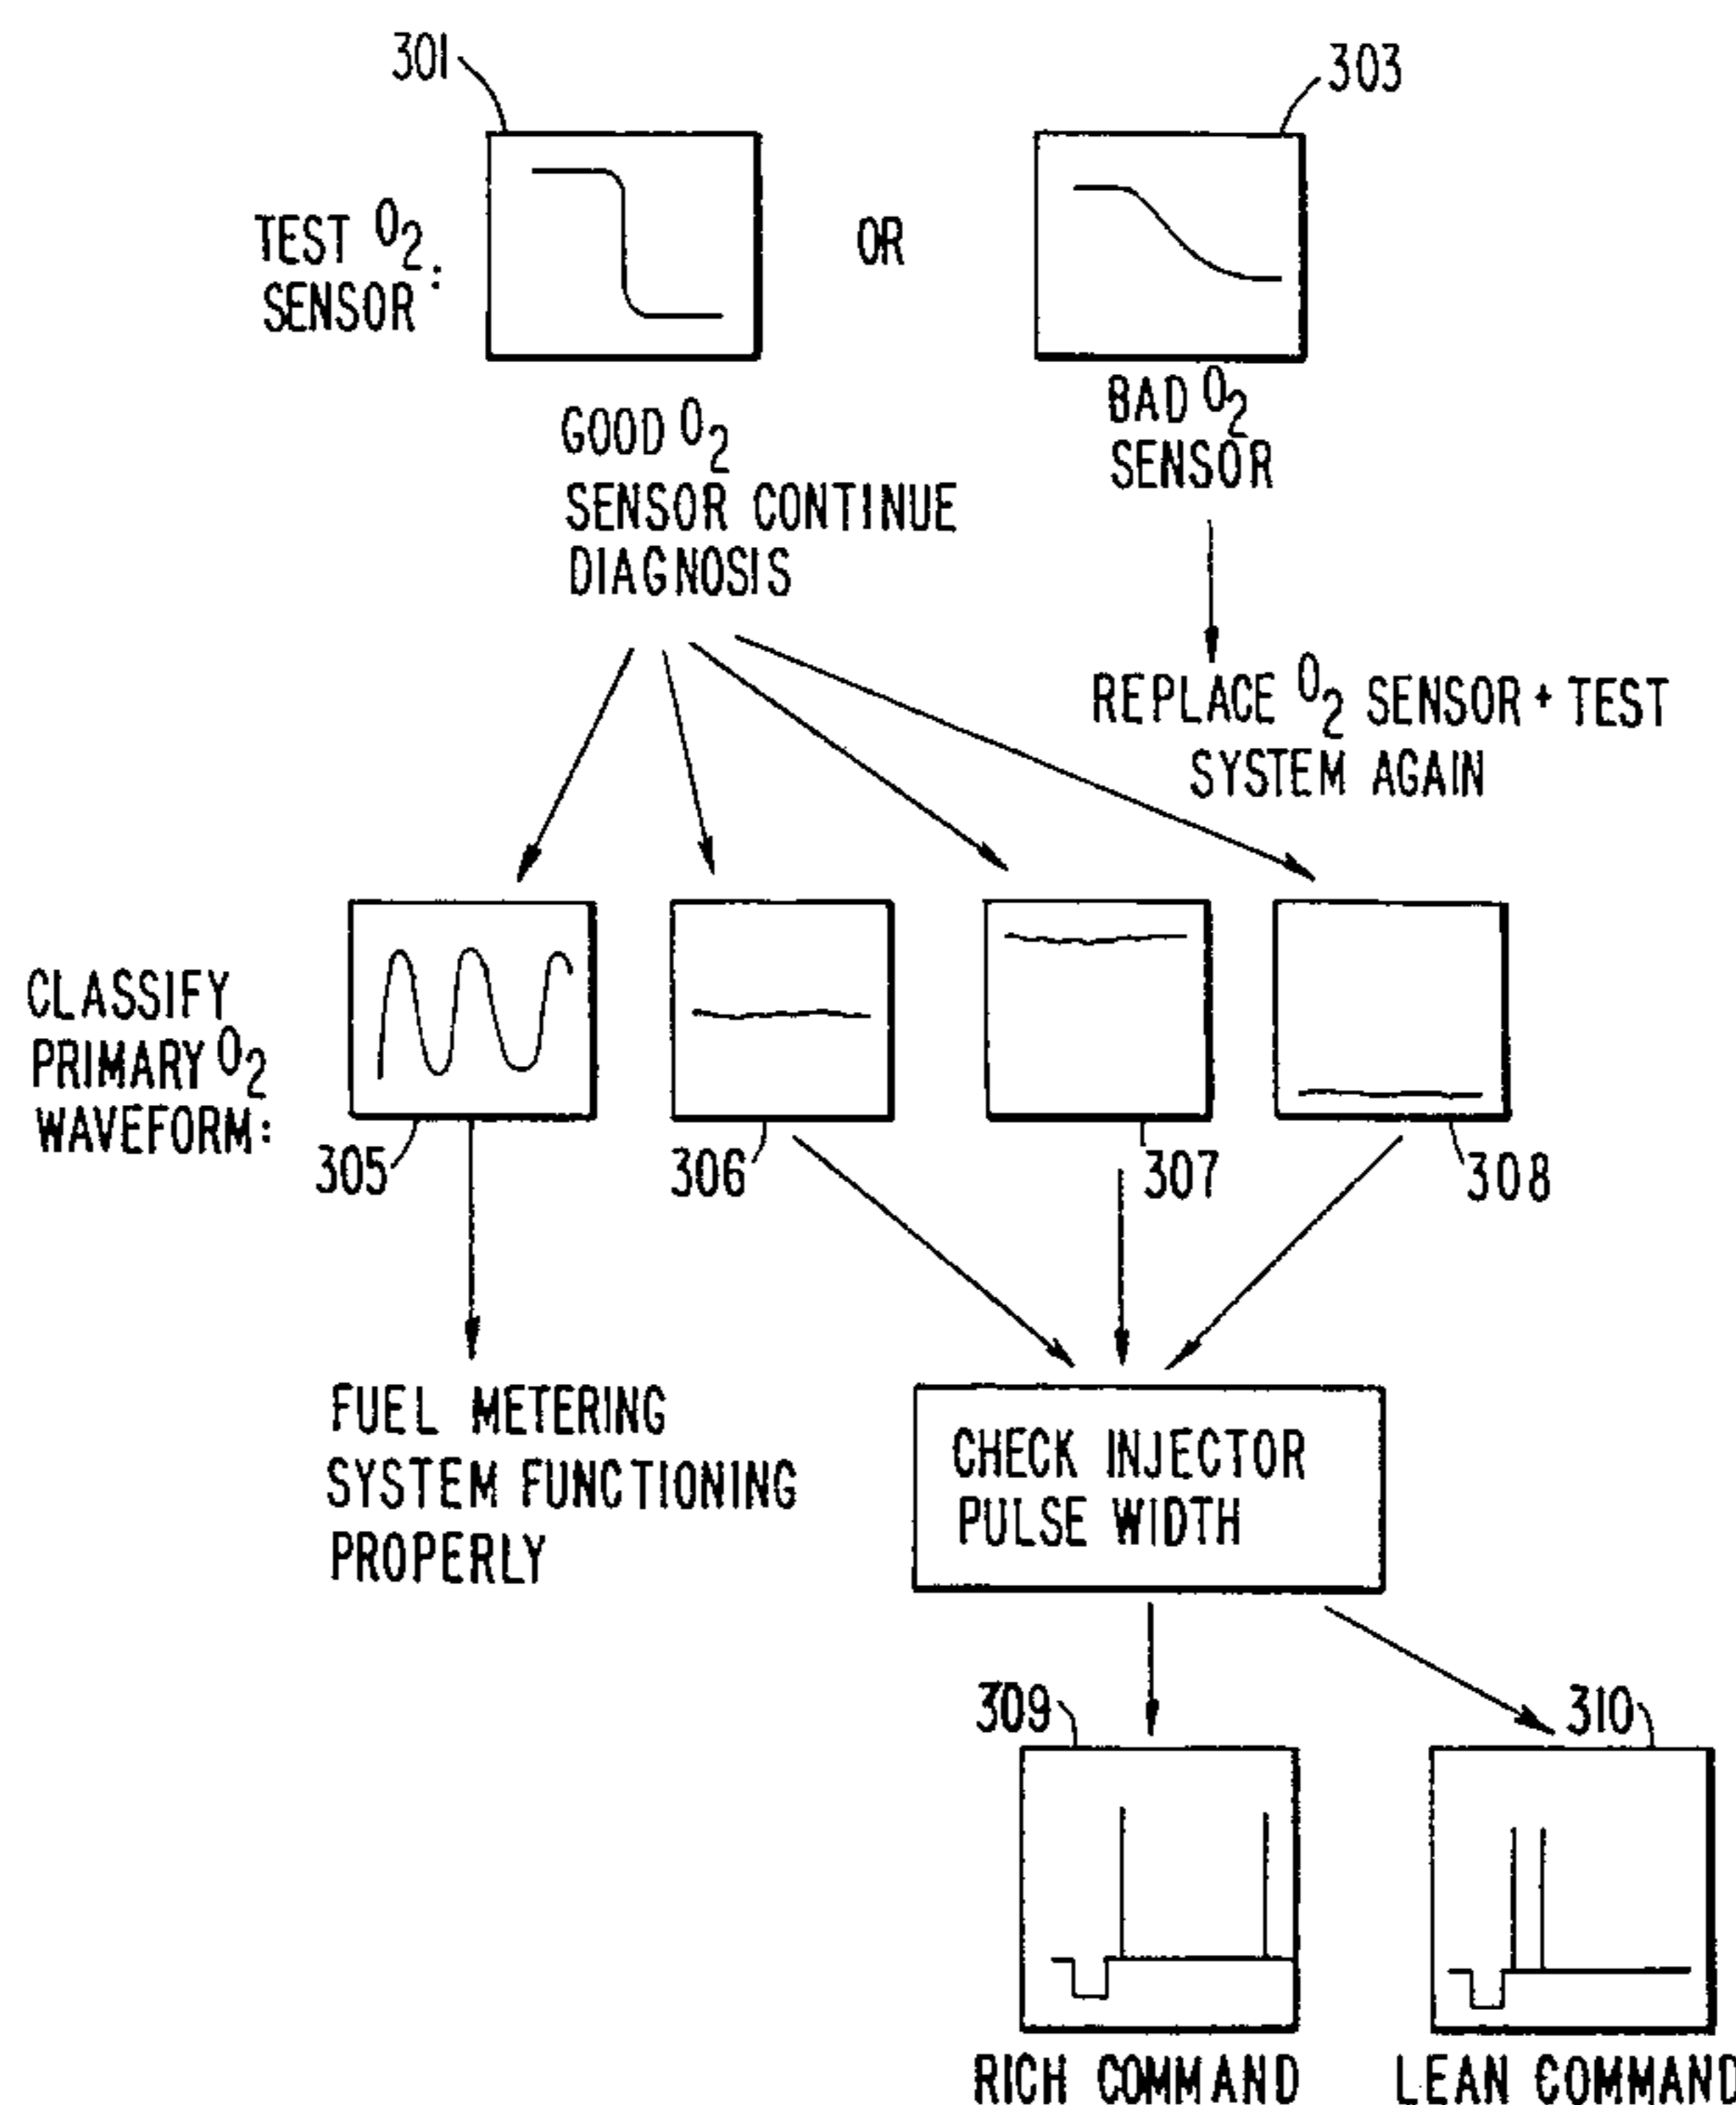 301
303
TEST O2
SENSOR:
OR
GOOD O2
SENSOR CONTINUE
DIAGNOSIS
BAD O2
SENSOR
REPLACE O2 SENSOR + TEST
SYSTEM AGAIN
CLASSIFY
PRIMARY O2
WAVEFORM:
305
306
307
308
FUEL METERING
SYSTEM FUNCTIONING
PROPERLY
CHECK INJECTOR
PULSE WIDTH
309
310
RICH COMMAND
LEAN COMMAND